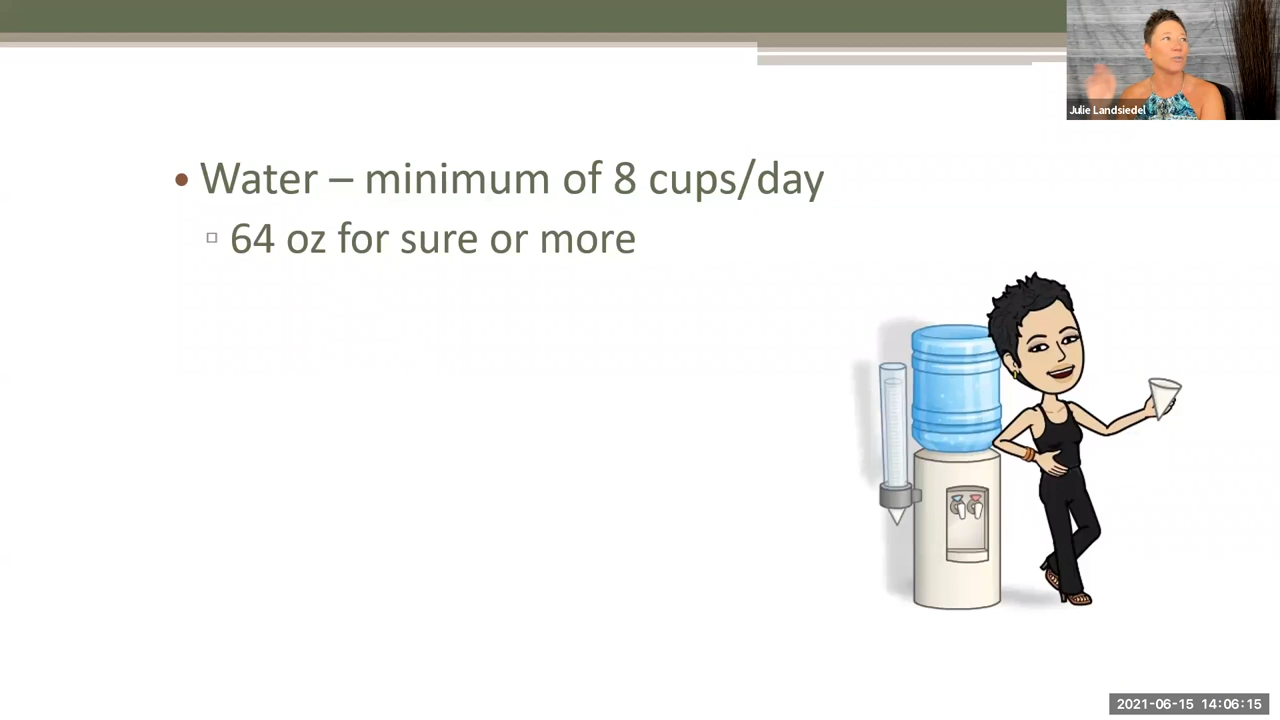 Julie Landsiedel
• Water – minimum of 8 cups/day
▫ 64 oz for sure or more
2021-06-15 14:06:15